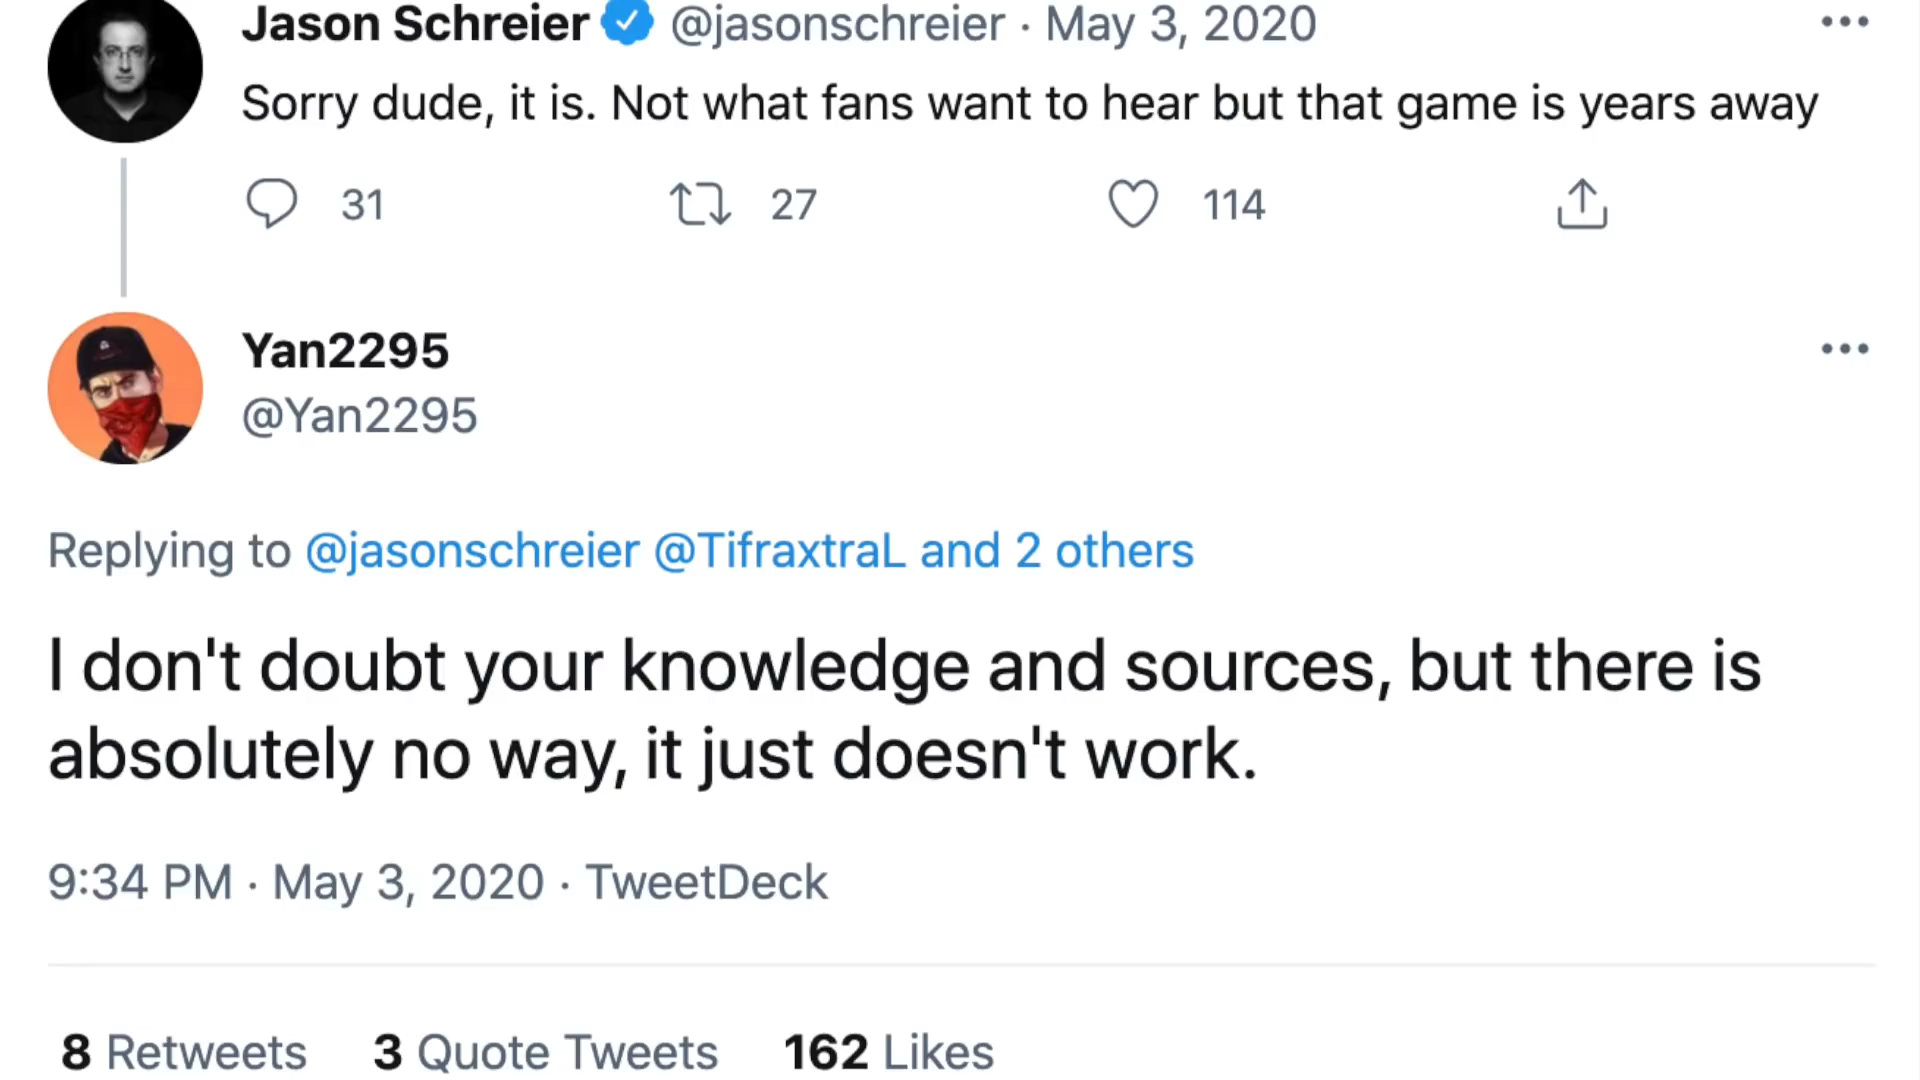 Jason Schreier @jasonschreier · May 3, 2020
Sorry dude, it is. Not what fans want to hear but that game is years away
31 27 114
Yan2295
@Yan2295
Replying to @jasonschreier @TifraxtraL and 2 others
I don't doubt your knowledge and sources, but there is
absolutely no way, it just doesn't work.
9:34 PM · May 3, 2020 · TweetDeck
8 Retweets 3 Quote Tweets 162 Likes